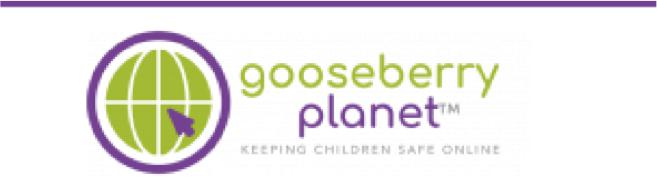 gooseberry
planet™
KEEPING CHILDREN SAFE ONLINE